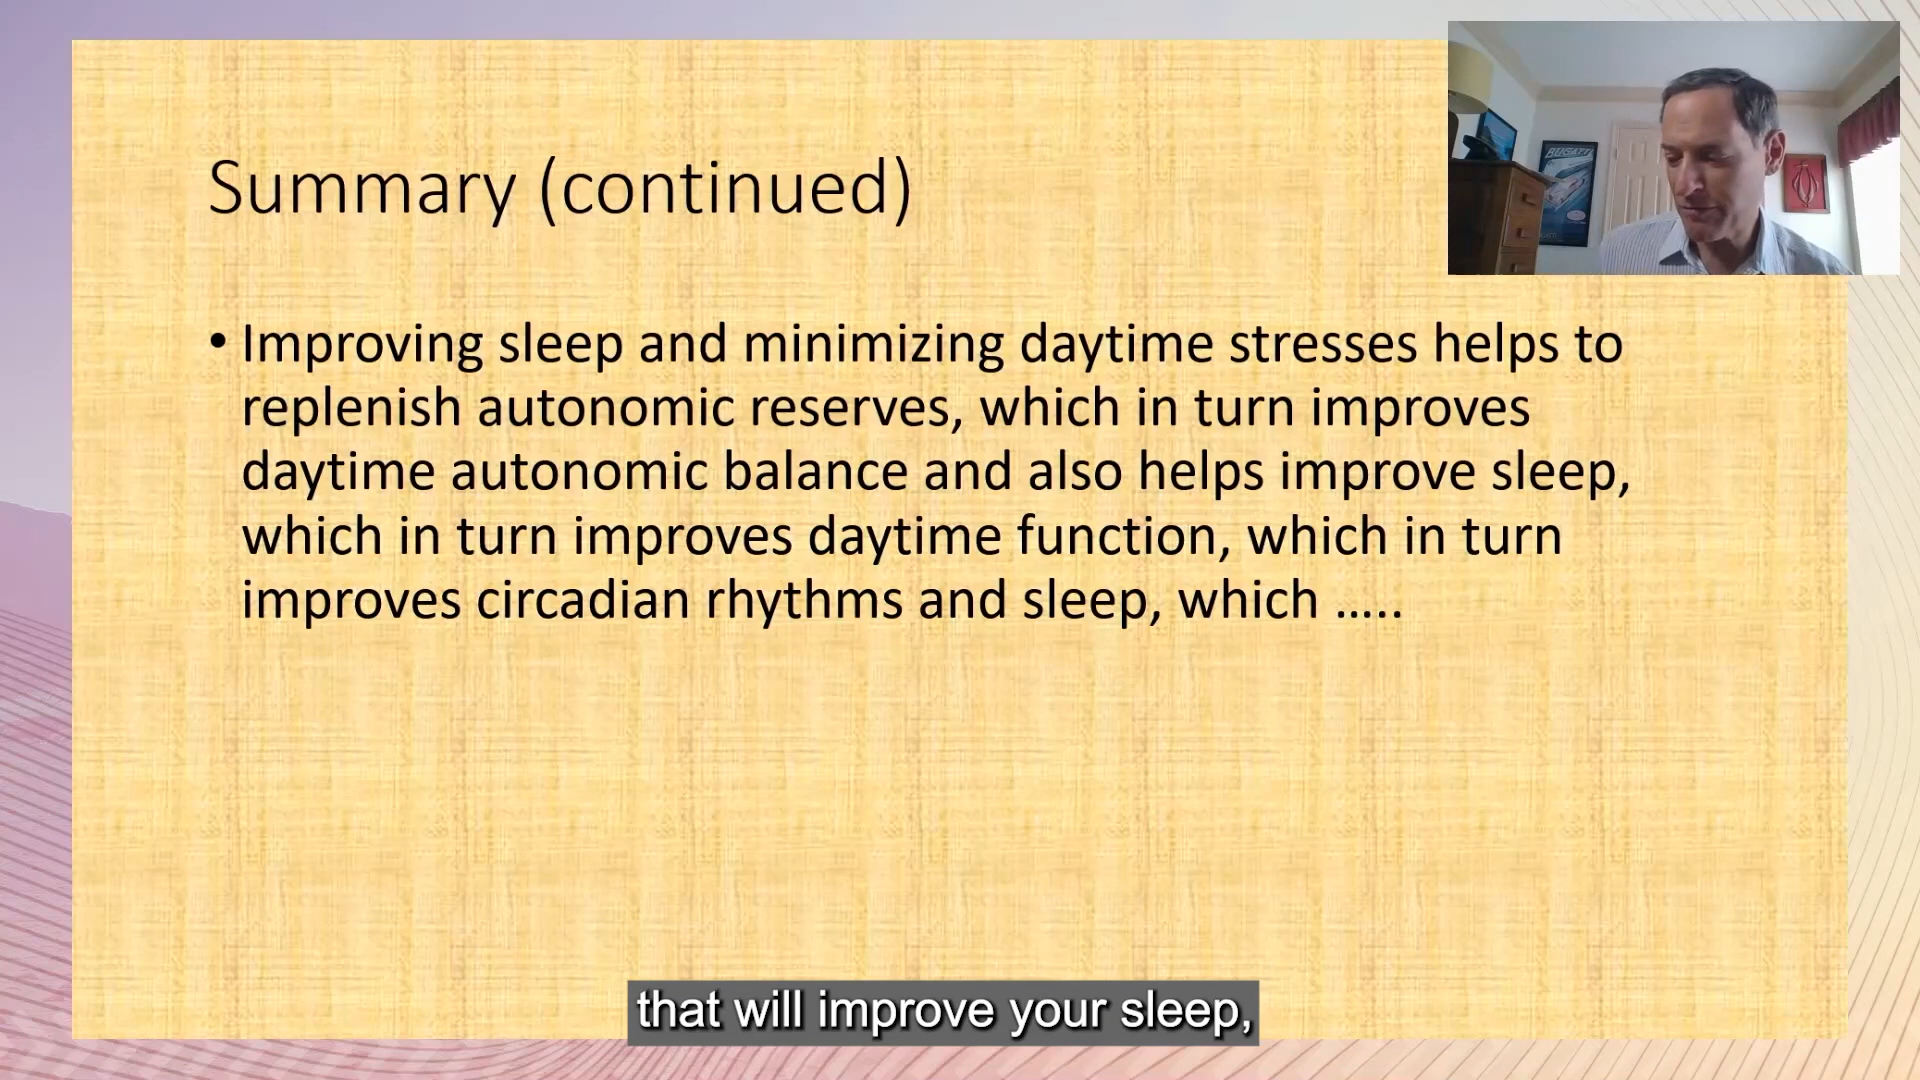 Summary (continued)
• Improving sleep and minimizing daytime stresses helps to
replenish autonomic reserves, which in turn improves
daytime autonomic balance and also helps improve sleep,
which in turn improves daytime function, which in turn
improves circadian rhythms and sleep, which …..
BUGATTI
that will improve your sleep,